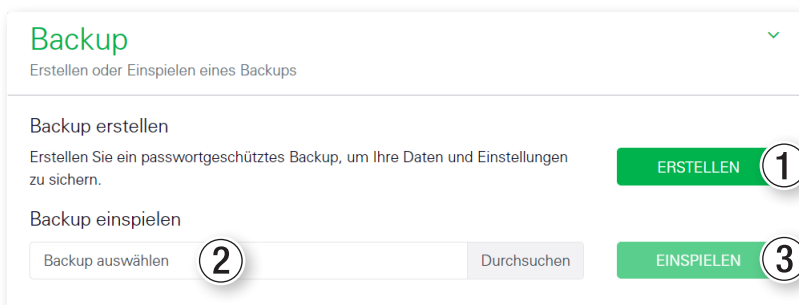 Backup
Erstellen oder Einspielen eines Backups
Backup erstellen
Erstellen Sie ein passwortgeschütztes Backup, um Ihre Daten und Einstellungen
zu sichern.
ERSTELLEN 1
Backup einspielen
Backup auswählen 2 Durchsuchen
EINSPIELEN 3